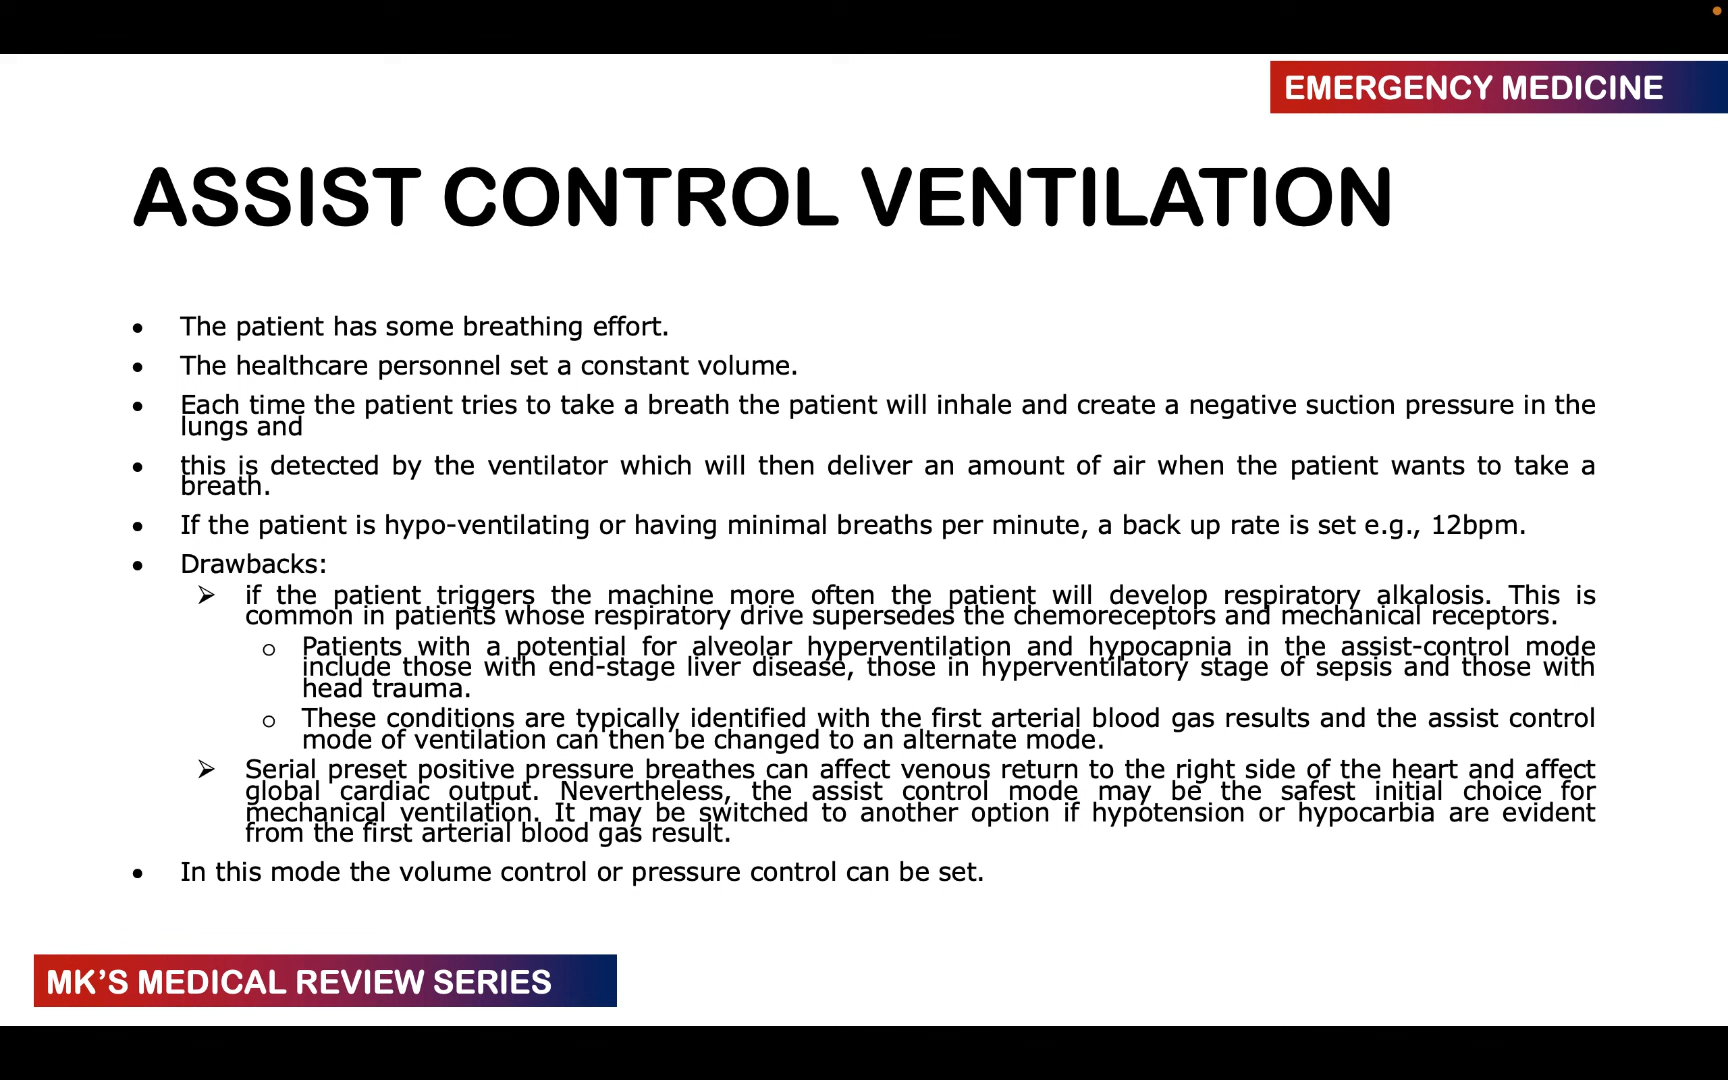 EMERGENCY MEDICINE
ASSIST CONTROL VENTILATION
• The patient has some breathing effort.
• The healthcare personnel set a constant volume.
• Each time the patient tries to take a breath the patient will inhale and create a negative suction pressure in the
lungs and
• this is detected by the ventilator which will then deliver an amount of air when the patient wants to take a
breath.
• If the patient is hypo-ventilating or having minimal breaths per minute, a back up rate is set e.g., 12bpm.
• Drawbacks:
➢ if the patient triggers the machine more often the patient will develop respiratory alkalosis. This is
common in patients whose respiratory drive supersedes the chemoreceptors and mechanical receptors.
o Patients with a potential for alveolar hyperventilation and hypocapnia in the assist-control mode
include those with end-stage liver disease, those in hyperventilatory stage of sepsis and those with
head trauma.
o These conditions are typically identified with the first arterial blood gas results and the assist control
mode of ventilation can then be changed to an alternate mode.
➢ Serial preset positive pressure breathes can affect venous return to the right side of the heart and affect
global cardiac output. Nevertheless, the assist control mode may be the safest initial choice for
mechanical ventilation. It may be switched to another option if hypotension or hypocarbia are evident
from the first arterial blood gas result.
• In this mode the volume control or pressure control can be set.
MK'S MEDICAL REVIEW SERIES